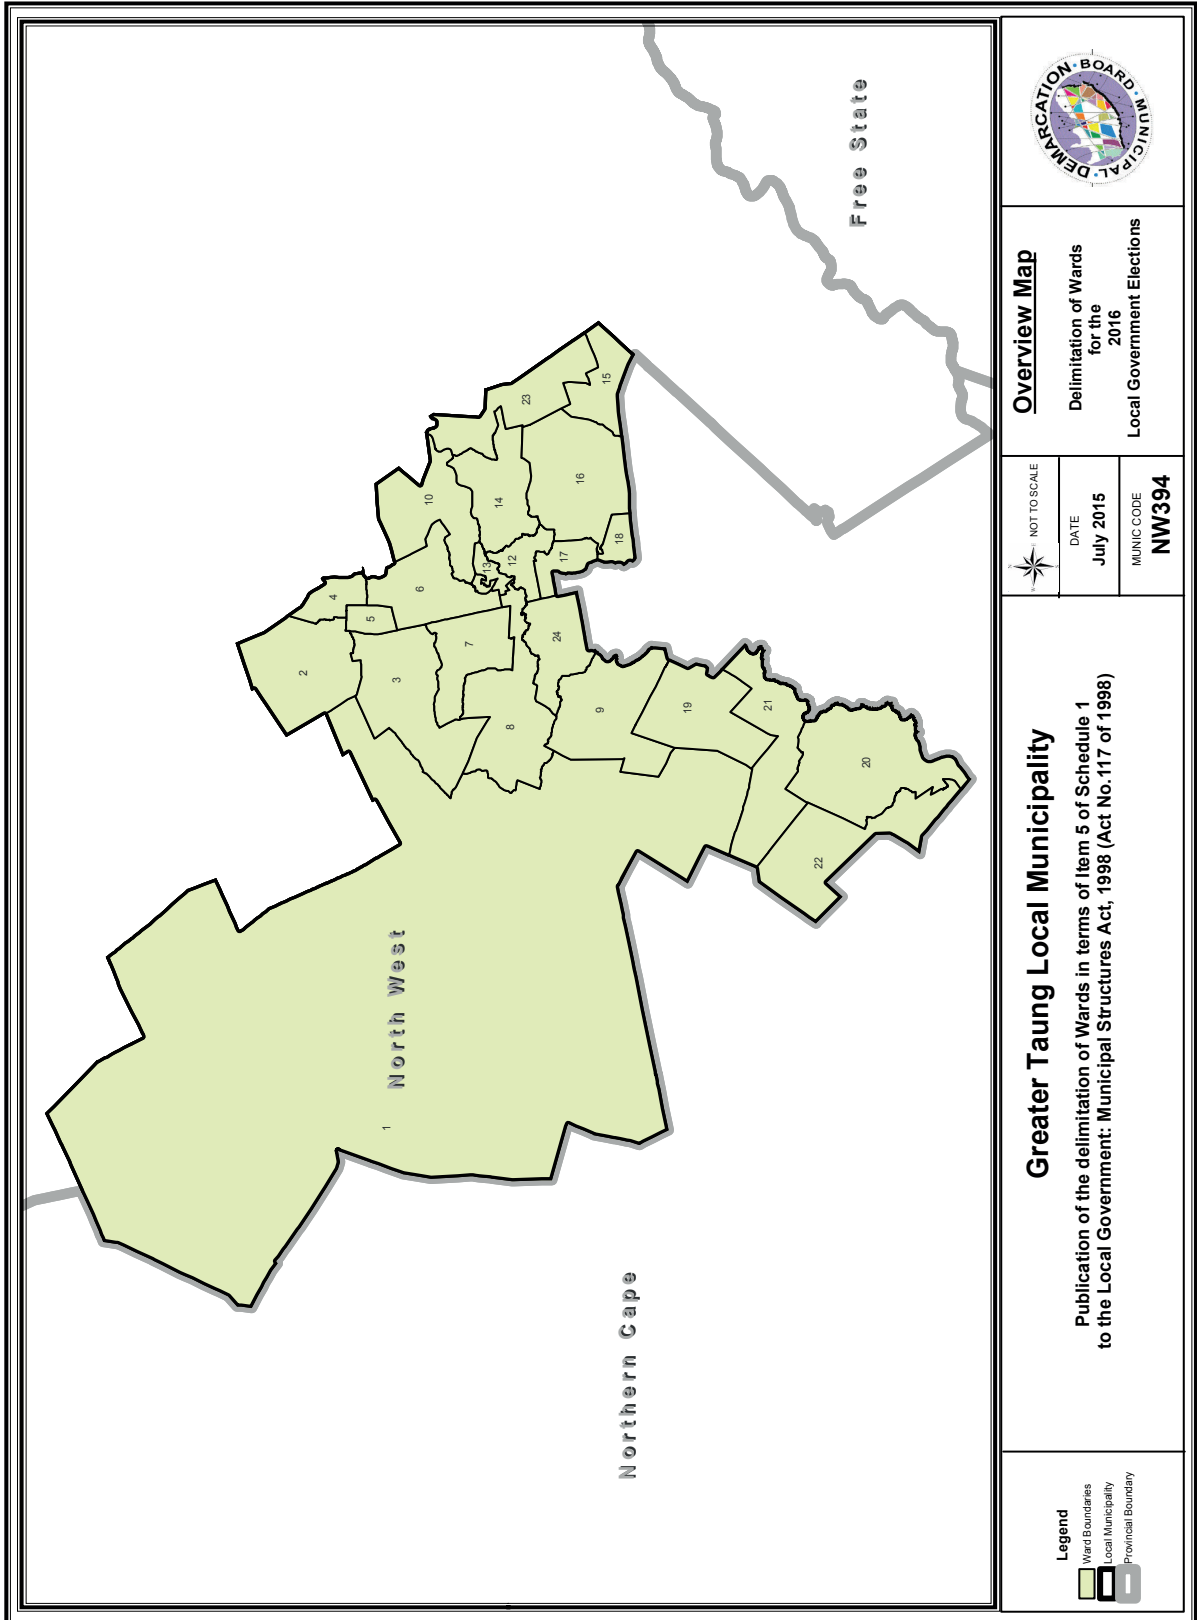 North West
Northern Cape
Free State
1
2
3
4
5
6
7
8
9
10
12
13
14
15
16
17
18
19
20
21
22
23
24
Legend
Ward Boundaries
Local Municipality
Provincial Boundary
Greater Taung Local Municipality
Publication of the delimitation of Wards in terms of Item 5 of Schedule 1
to the Local Government: Municipal Structures Act, 1998 (Act No.117 of 1998)
NOT TO SCALE
DATE
July 2015
MUNIC CODE
NW394
Overview Map
Delimitation of Wards
for the
2016
Local Government Elections
MUNICIPAL · DEMARCATION · BOARD ·